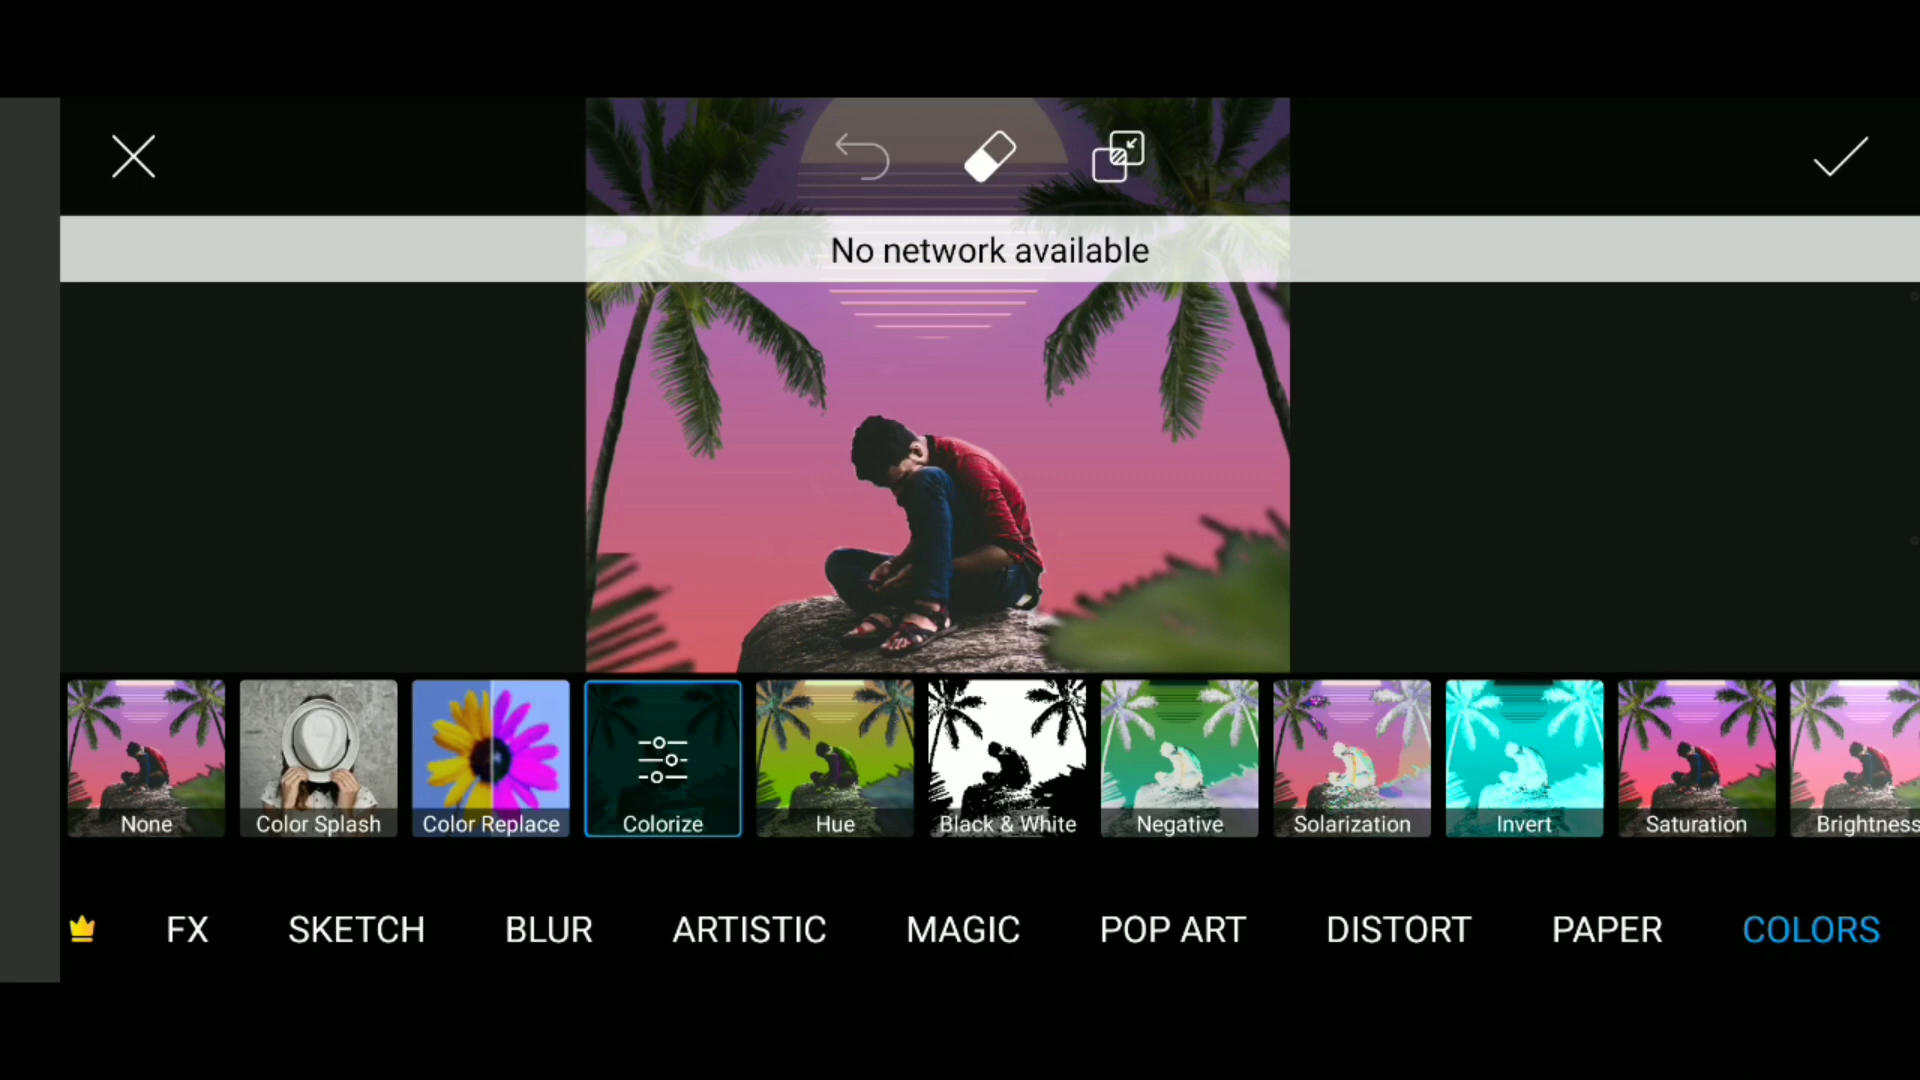 No network available
None
Color Splash
Color Replace
Colorize
Hue
Black & White
Negative
Solarization
Invert
Saturation
Brightness
FX
SKETCH
BLUR
ARTISTIC
MAGIC
POP ART
DISTORT
PAPER
COLORS